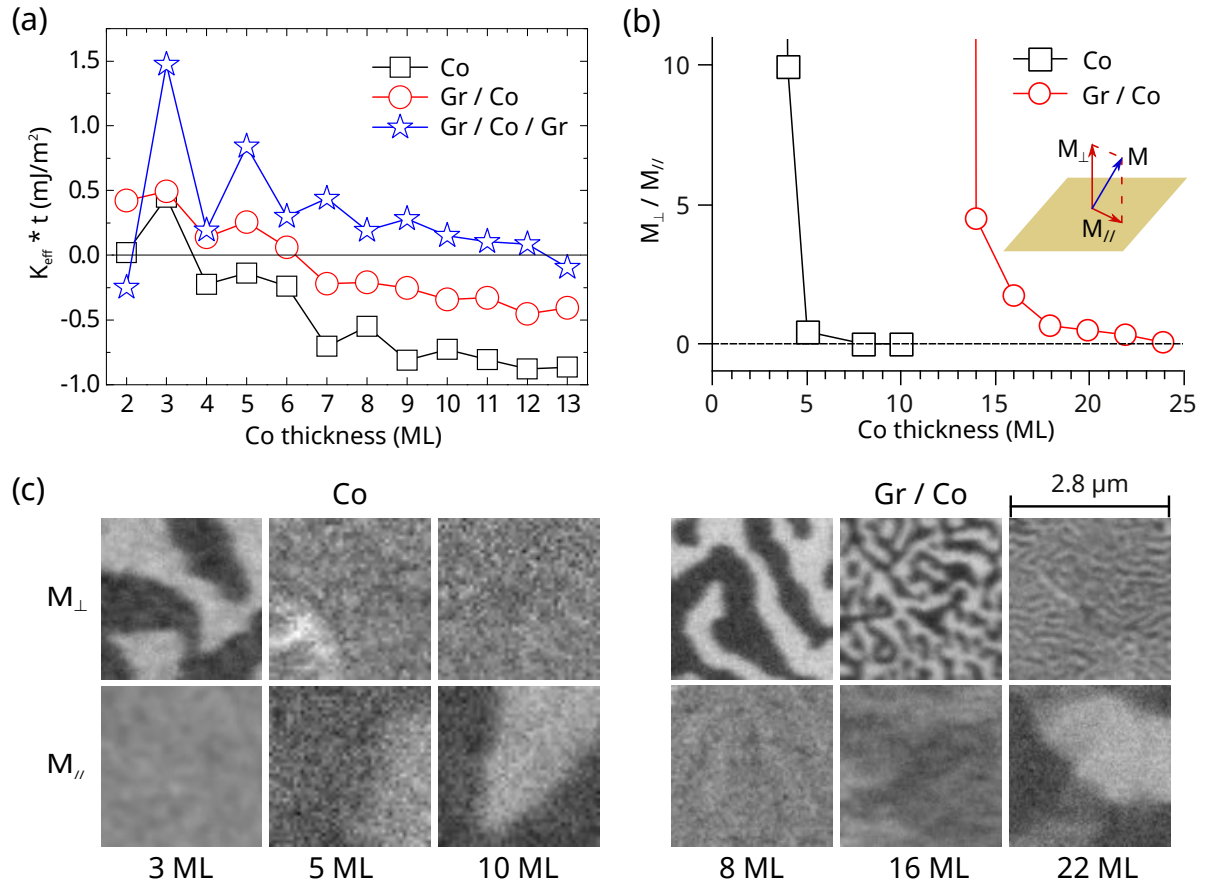 (a)
1.5
1.0
0.5
0.0
-0.5
-1.0
K_eff * t (mJ/m²)
Co
Gr / Co
Gr / Co / Gr
2 3 4 5 6 7 8 9 10 11 12 13
Co thickness (ML)
(b)
10
5
0
M⊥ / M//
Co
Gr / Co
M⊥
M
M//
0 5 10 15 20 25
Co thickness (ML)
(c)
Co
Gr / Co
2.8 µm
M⊥
M//
3 ML 5 ML 10 ML 8 ML 16 ML 22 ML